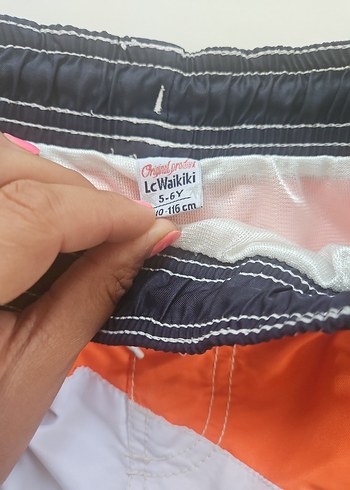 Original product
LcWaikiki
5-6Y
10-116 cm